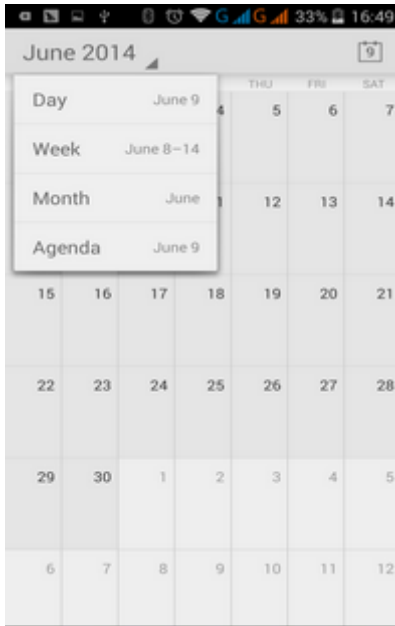 G G 33% 16:49
June 2014 9
THU FRI SAT
Day June 9 4 5 6 7
Week June 8–14
Month June 1 12 13 14
Agenda June 9
15 16 17 18 19 20 21
22 23 24 25 26 27 28
29 30 1 2 3 4 5
6 7 8 9 10 11 12